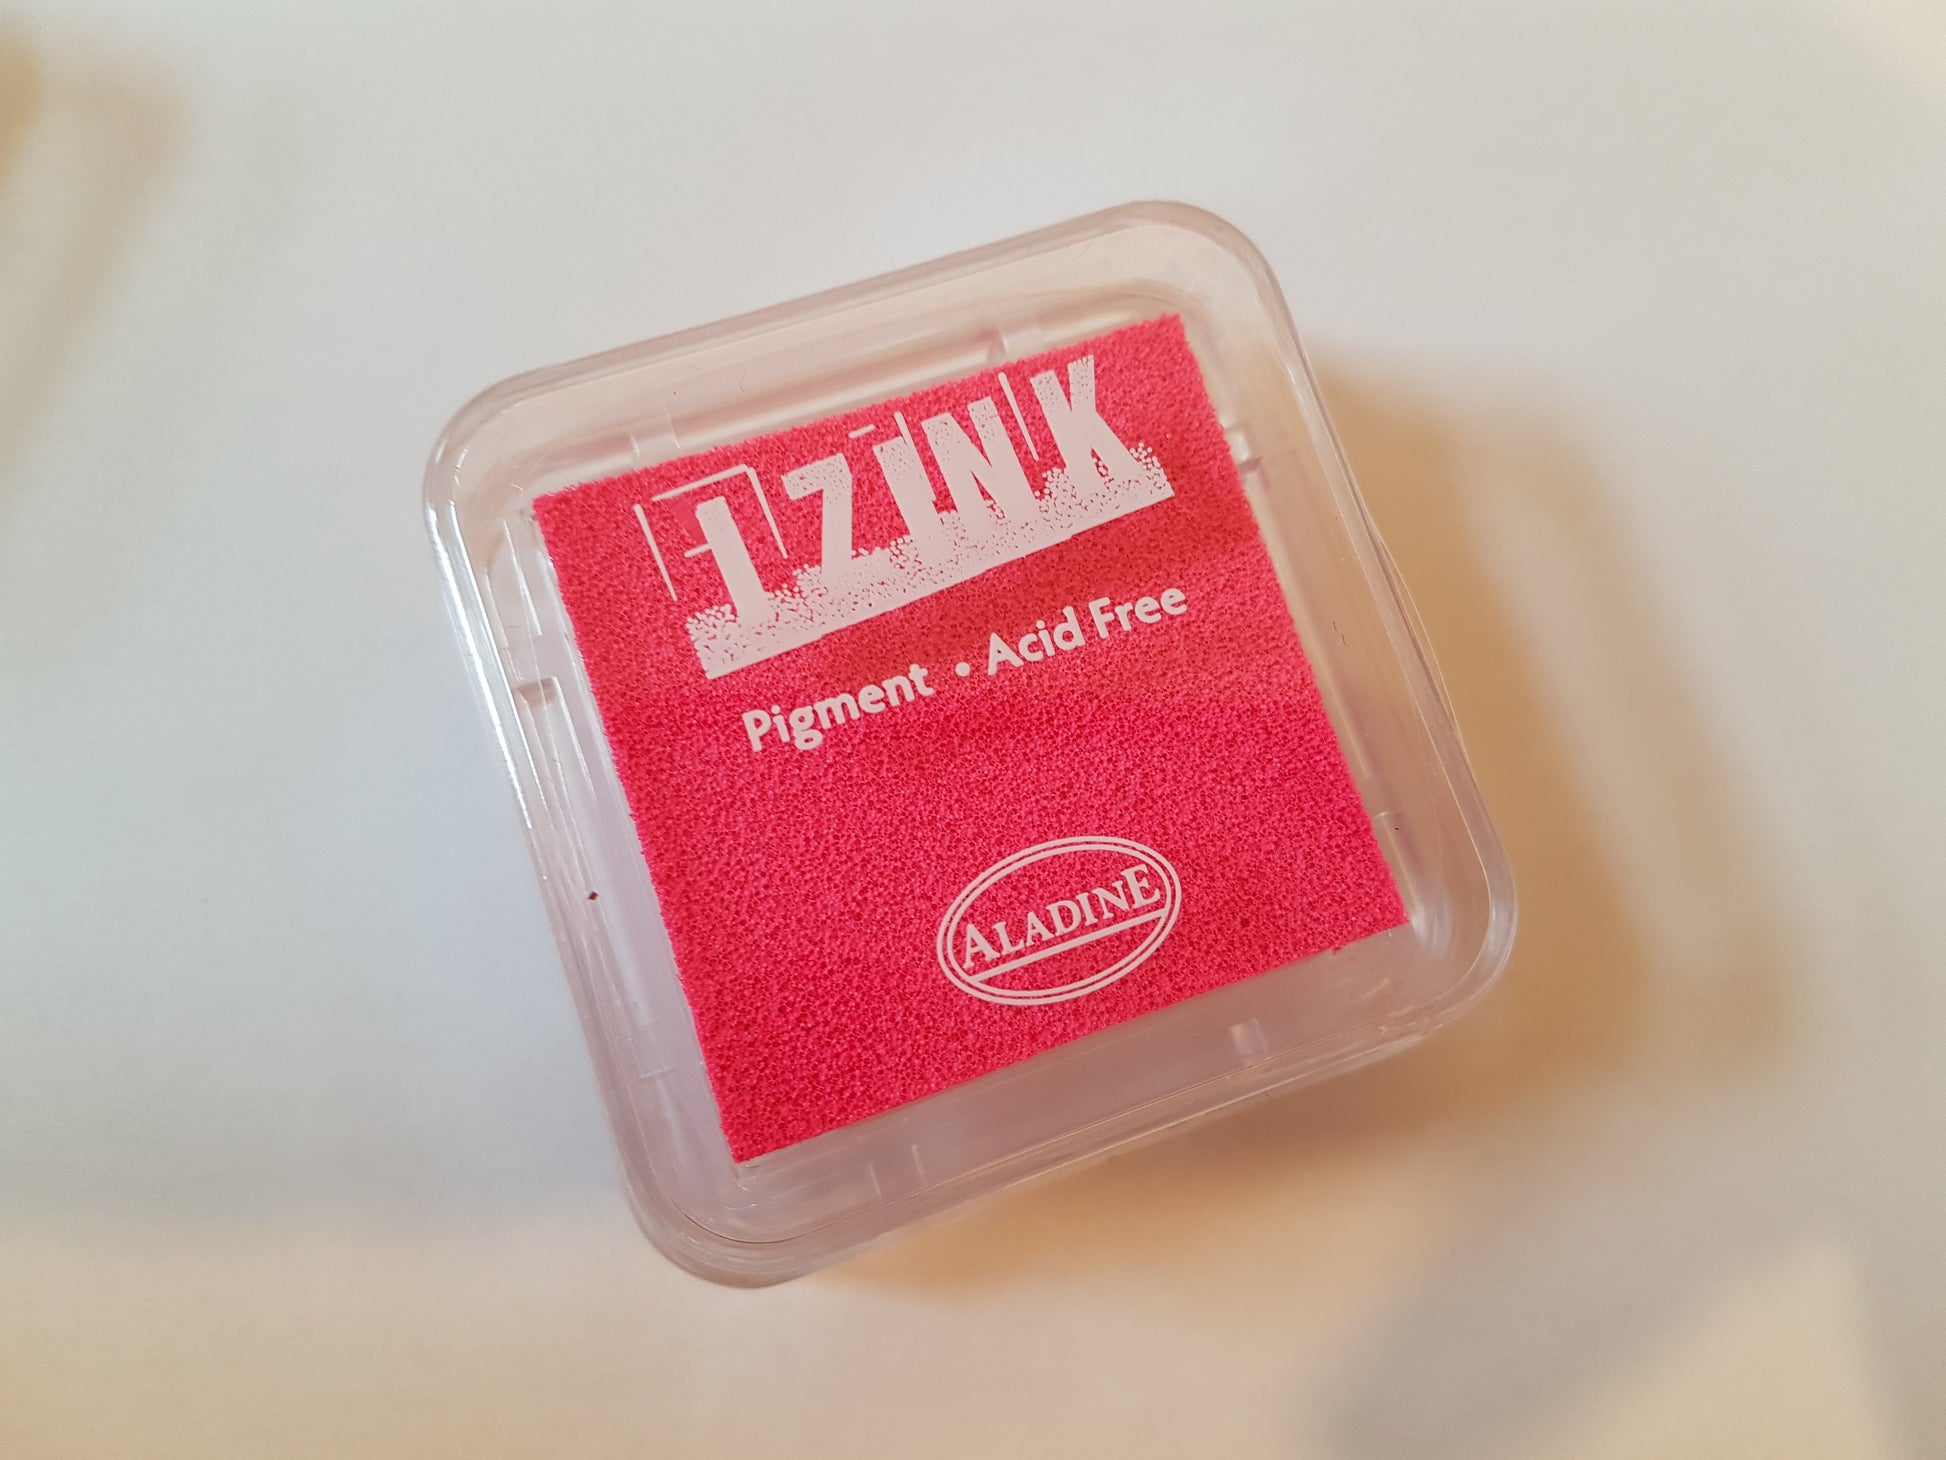 IZINK
Pigment • Acid Free
ALADINE